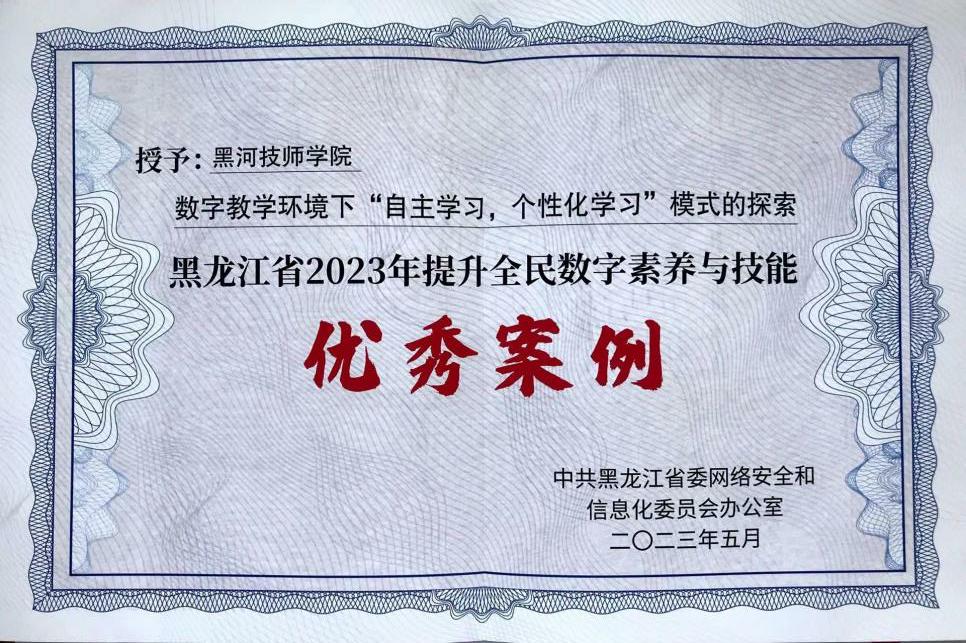 授予：黑河技师学院
数字教学环境下“自主学习，个性化学习”模式的探索
黑龙江省2023年提升全民数字素养与技能
优秀案例
中共黑龙江省委网络安全和
信息化委员会办公室
二〇二三年五月